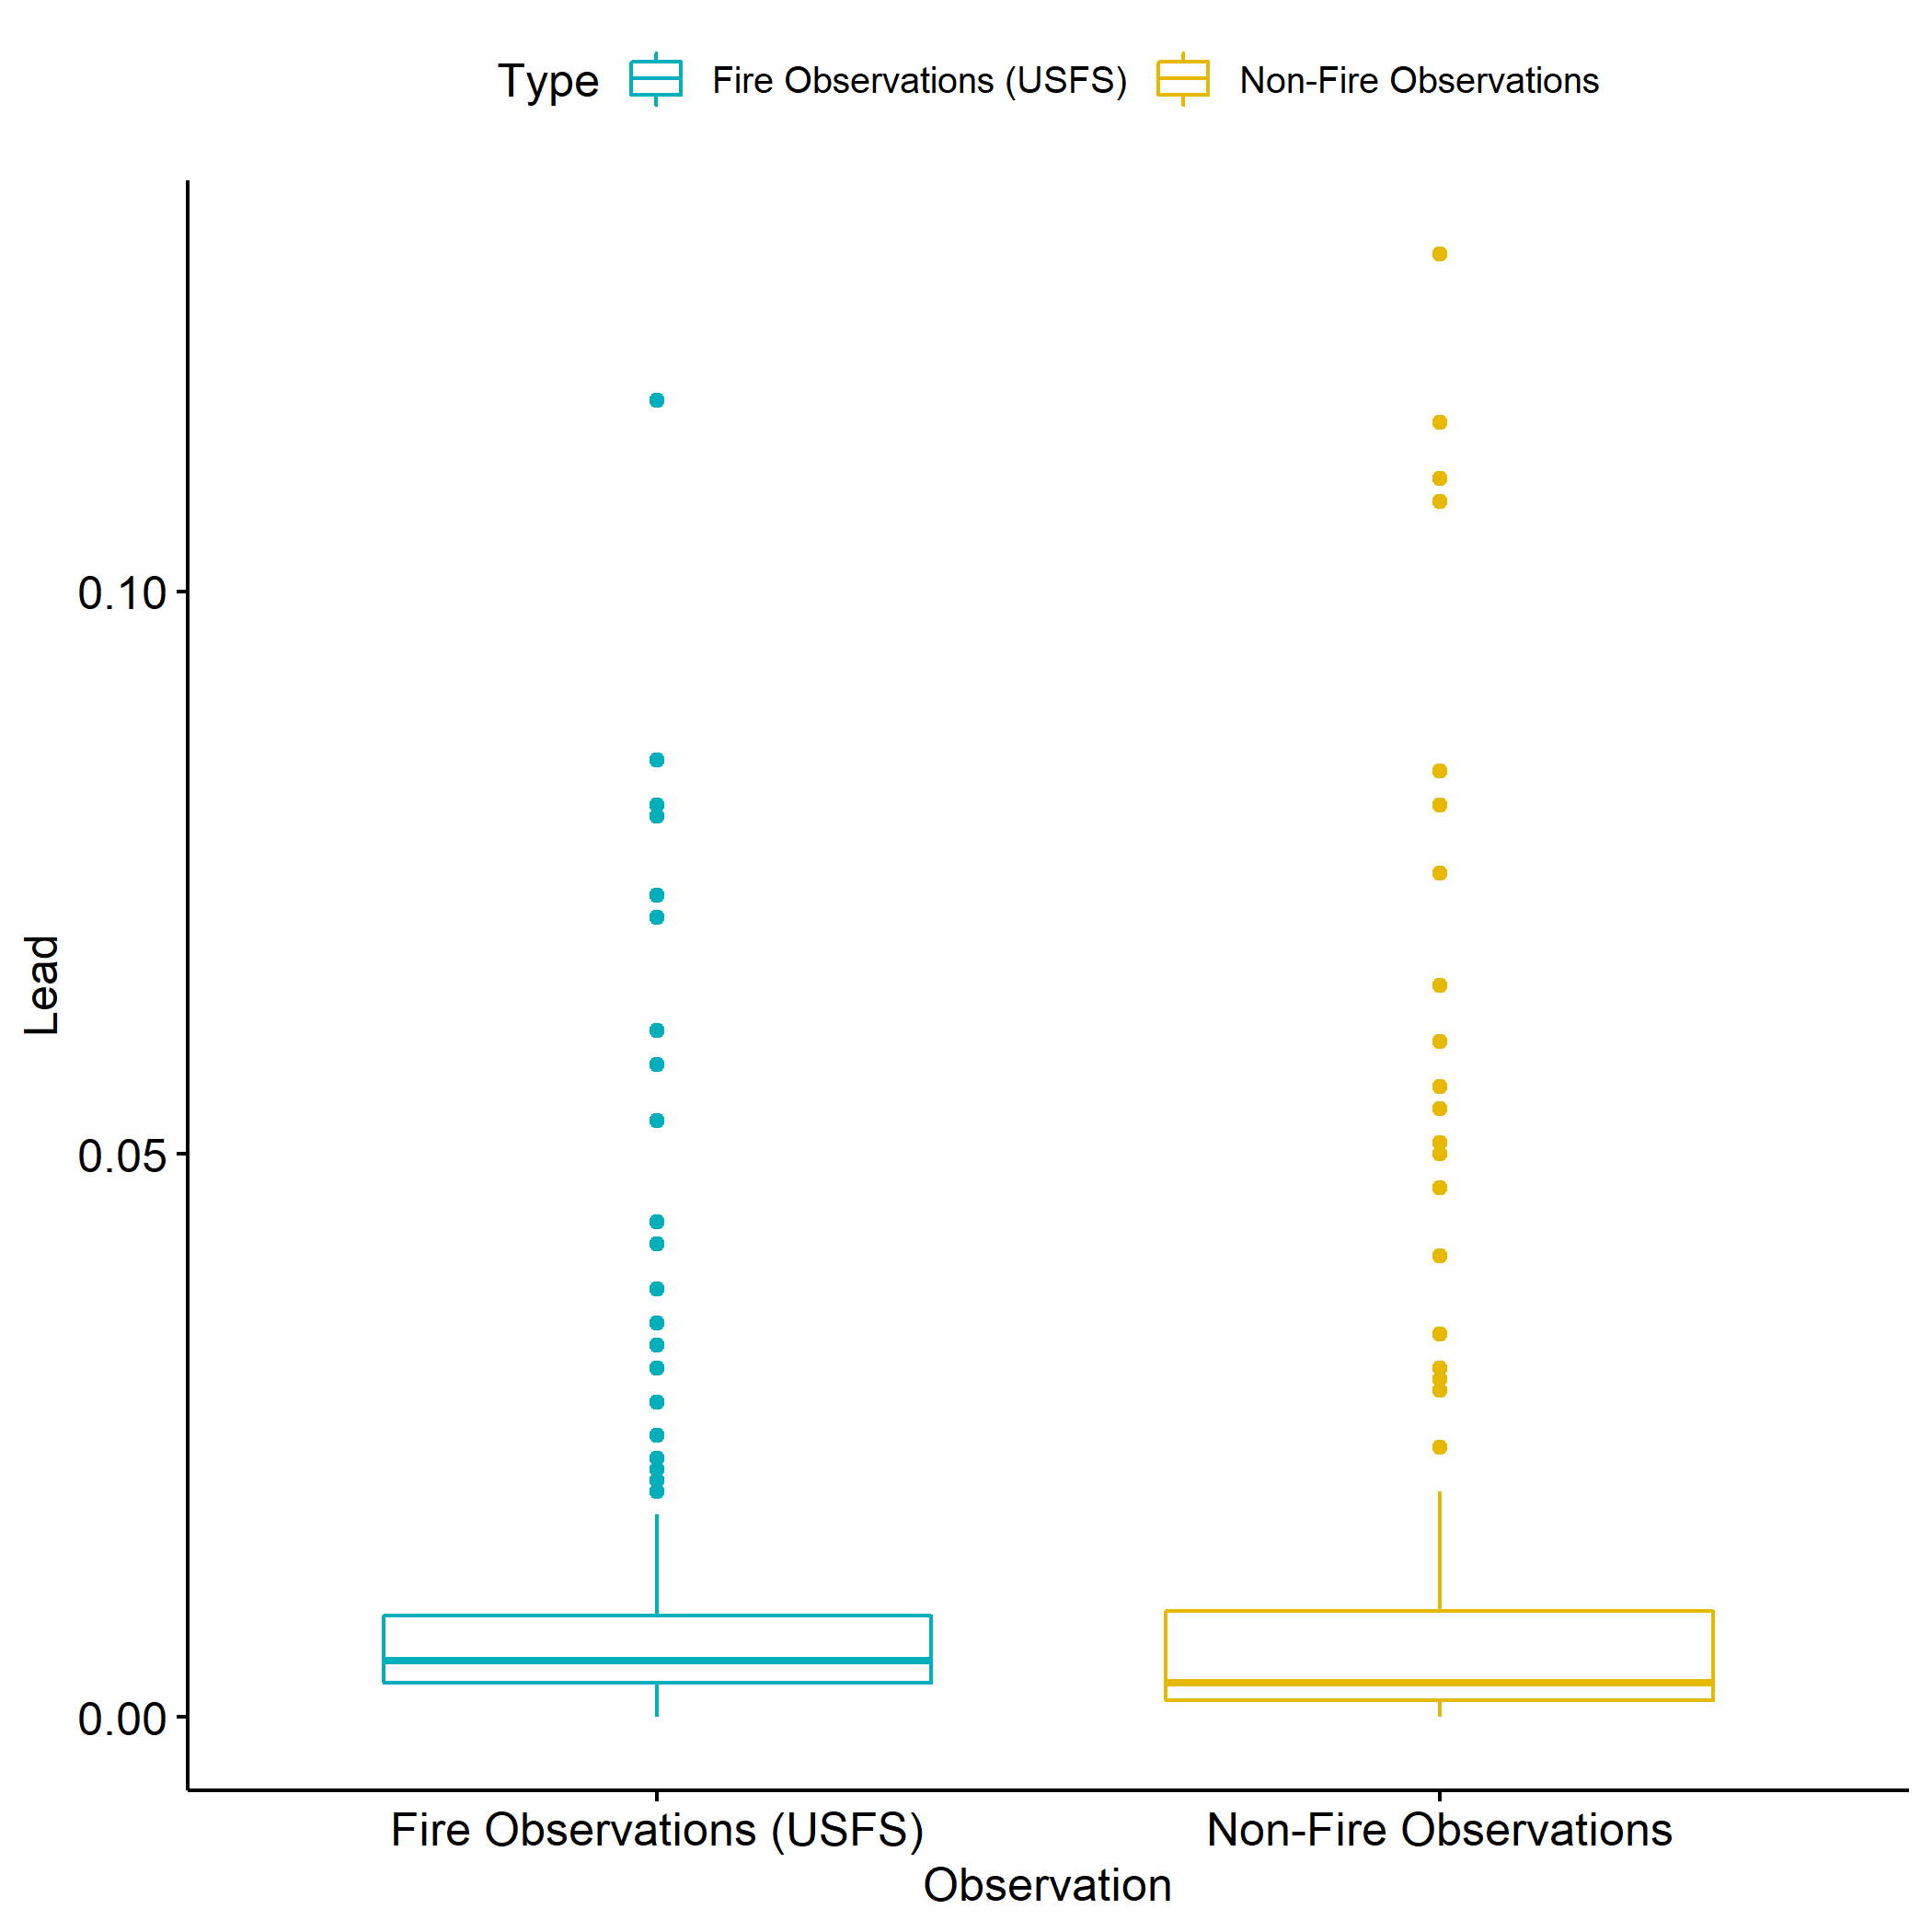 Type Fire Observations (USFS) Non-Fire Observations
0.10
0.05
0.00
Lead
Fire Observations (USFS) Non-Fire Observations
Observation